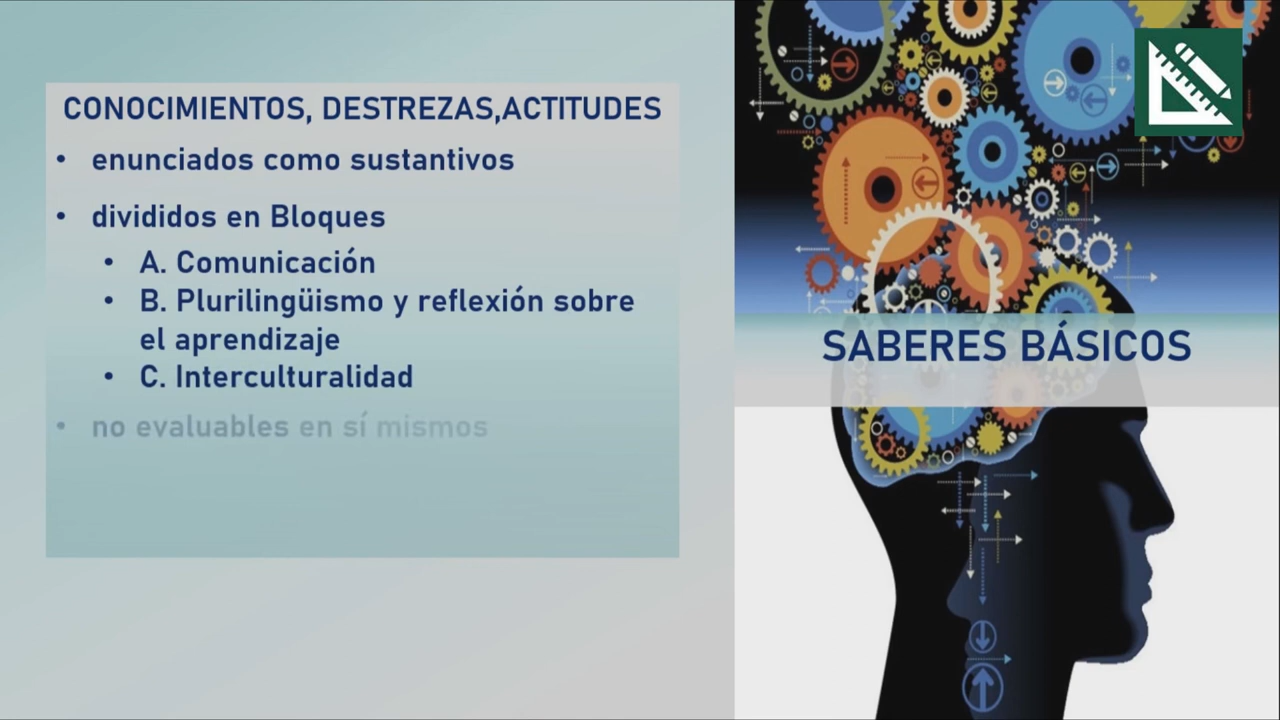 CONOCIMIENTOS, DESTREZAS,ACTITUDES
• enunciados como sustantivos
• divididos en Bloques
• A. Comunicación
• B. Plurilingüismo y reflexión sobre
el aprendizaje
• C. Interculturalidad
• no evaluables en sí mismos
SABERES BÁSICOS